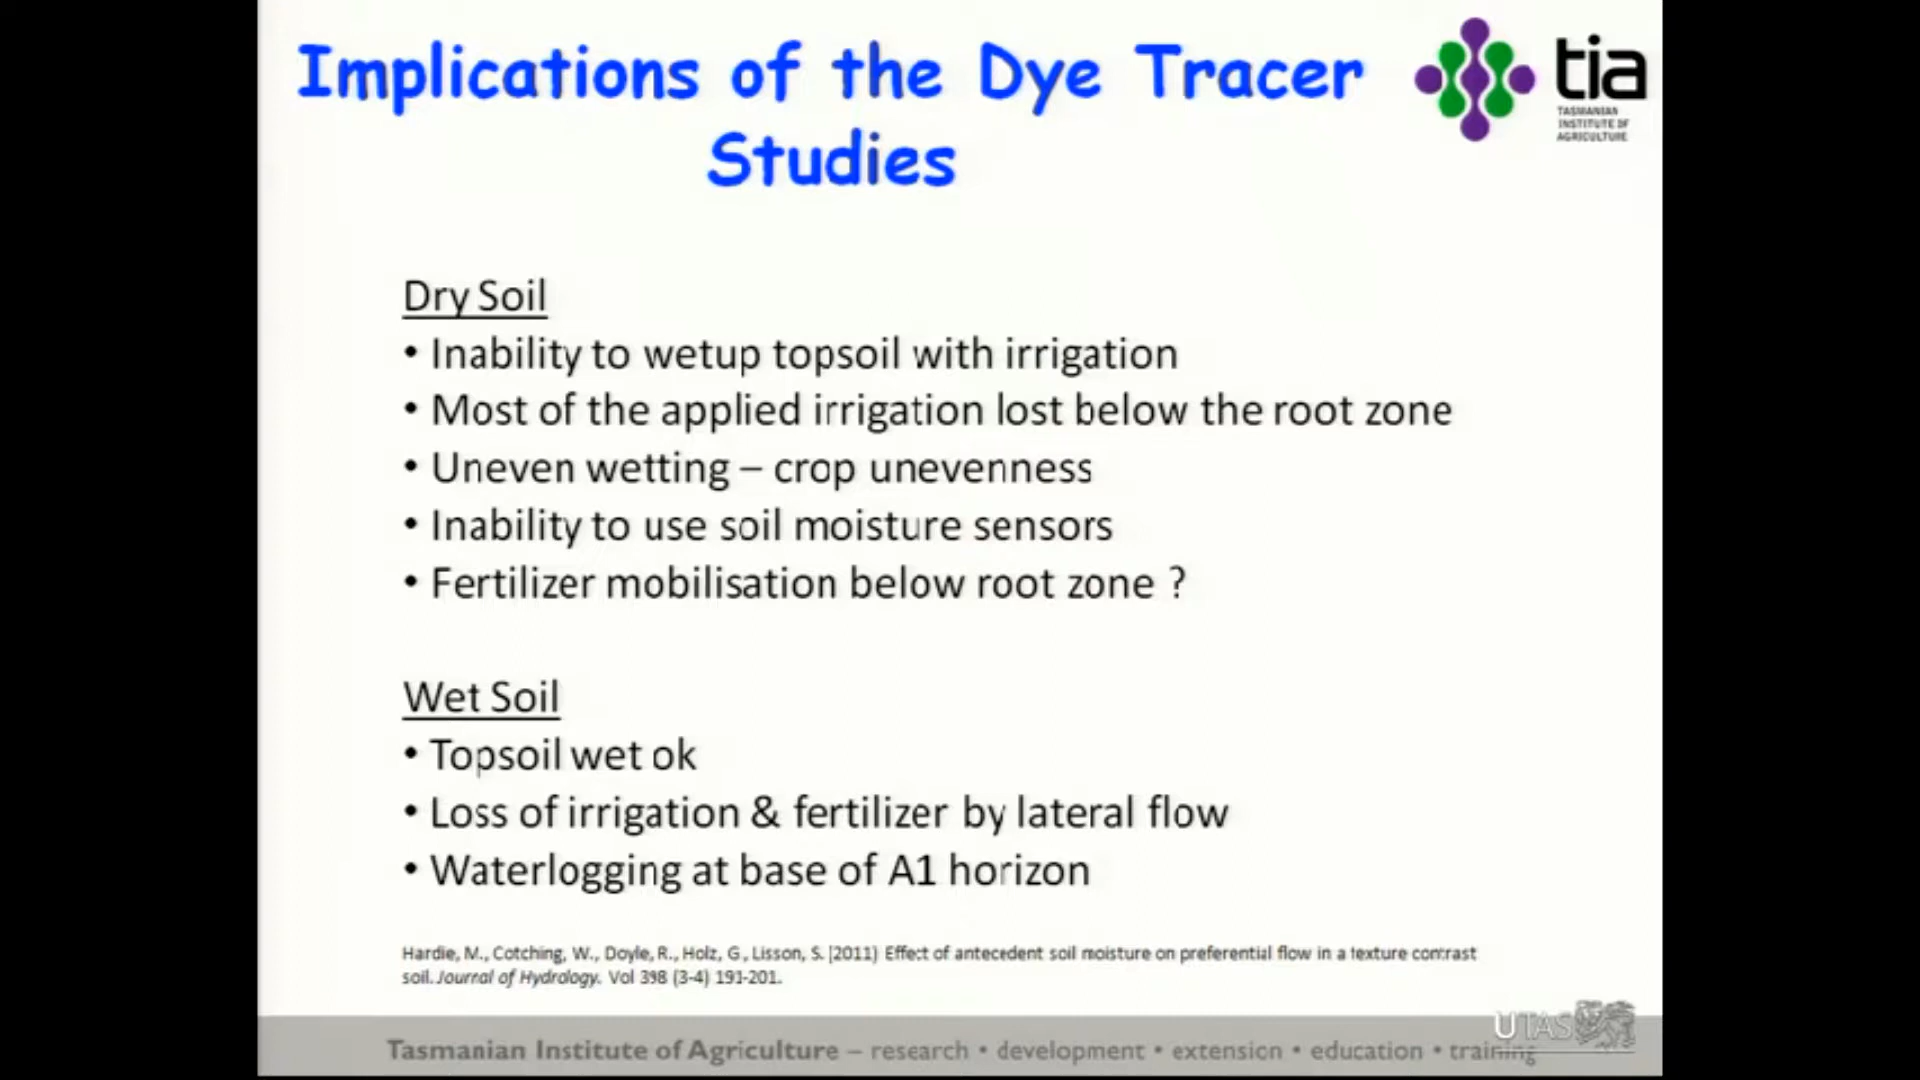 Implications of the Dye Tracer
Studies
tia
TASMANIAN
INSTITUTE OF
AGRICULTURE
Dry Soil
• Inability to wetup topsoil with irrigation
• Most of the applied irrigation lost below the root zone
• Uneven wetting – crop unevenness
• Inability to use soil moisture sensors
• Fertilizer mobilisation below root zone ?
Wet Soil
• Topsoil wet ok
• Loss of irrigation & fertilizer by lateral flow
• Waterlogging at base of A1 horizon
Hardie, M., Cotching, W., Doyle, R., Holz, G., Lisson, S. (2011) Effect of antecedent soil moisture on preferential flow in a texture contrast
soil. Journal of Hydrology. Vol 398 (3-4) 191-201.
UTAS
Tasmanian Institute of Agriculture – research • development • extension • education • training